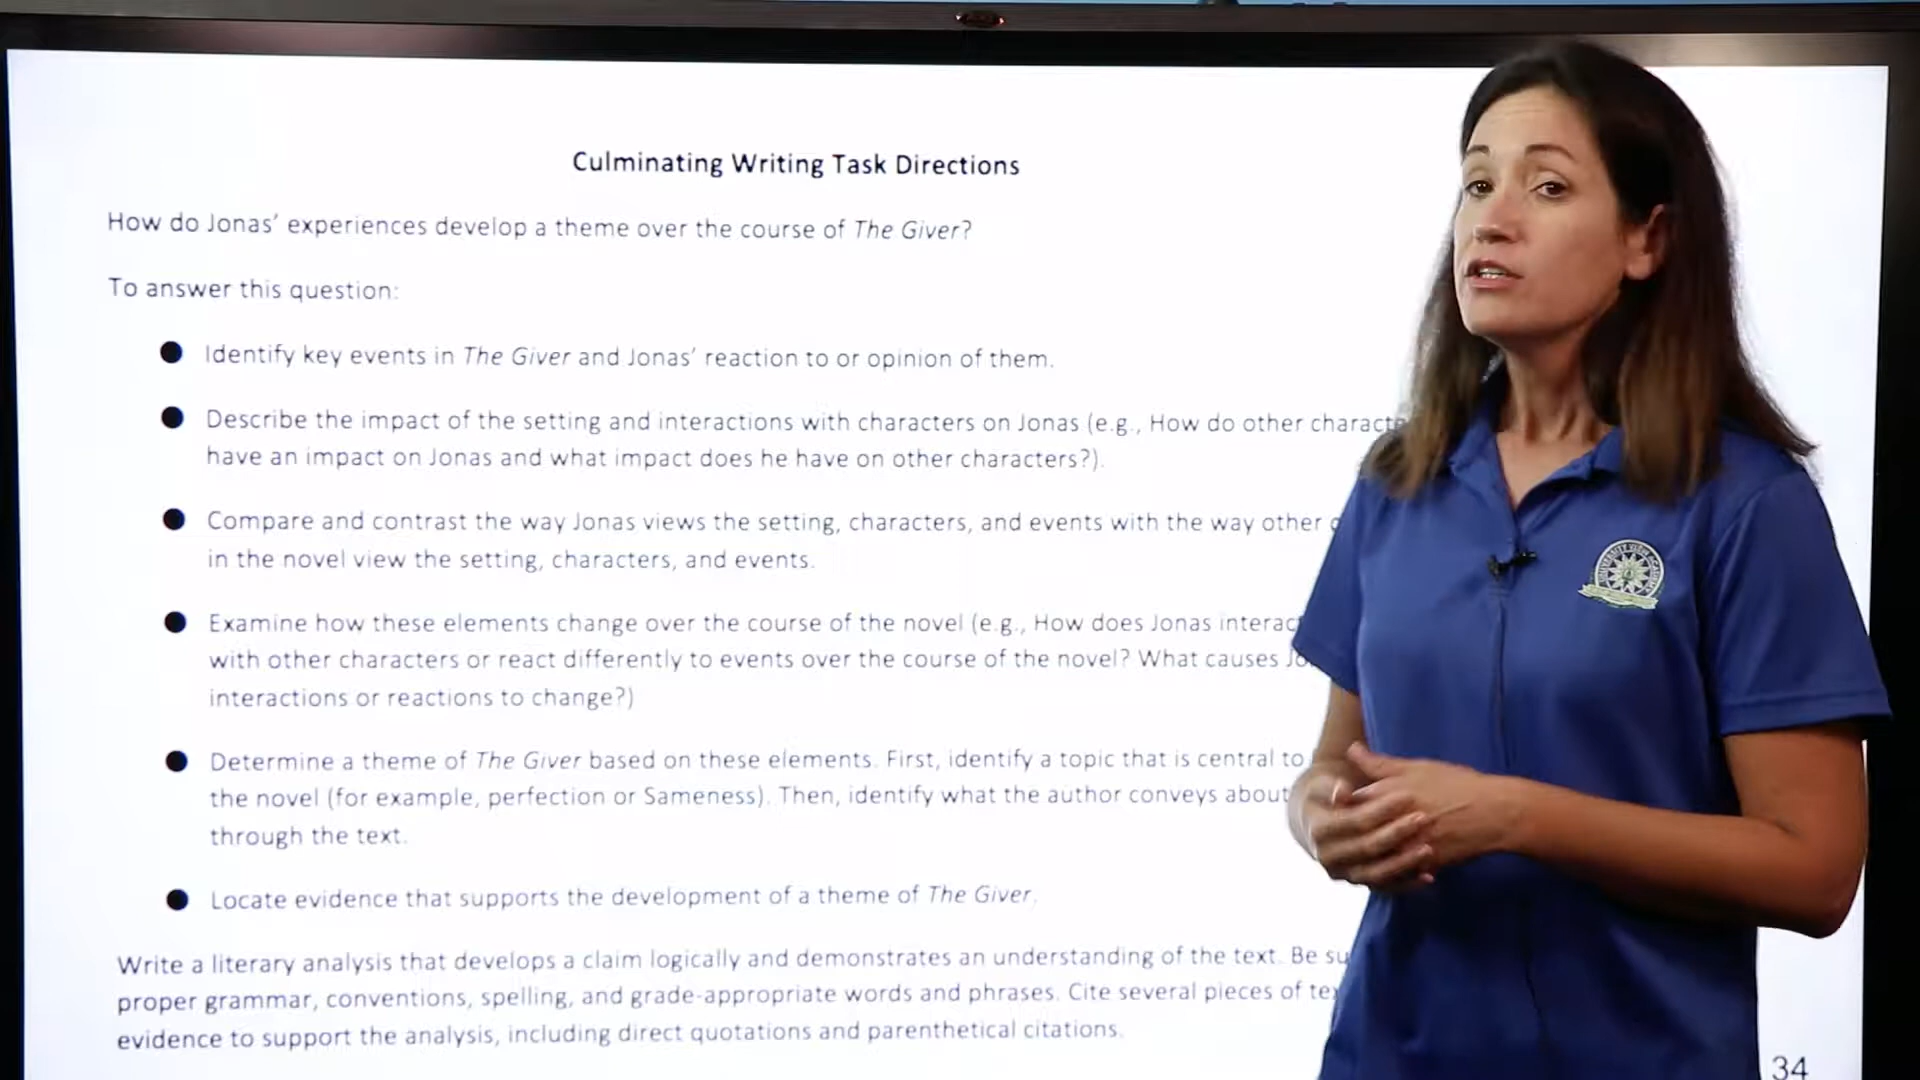 Culminating Writing Task Directions
How do Jonas' experiences develop a theme over the course of The Giver?
To answer this question:
● Identify key events in The Giver and Jonas' reaction to or opinion of them.
● Describe the impact of the setting and interactions with characters on Jonas (e.g., How do other
have an impact on Jonas and what impact does he have on other characters?).
● Compare and contrast the way Jonas views the setting, characters, and events with the way other
in the novel view the setting, characters, and events.
● Examine how these elements change over the course of the novel (e.g., How does Jonas
with other characters or react differently to events over the course of the novel? What causes
interactions or reactions to change?)
● Determine a theme of The Giver based on these elements. First, identify a topic that is central to
the novel (for example, perfection or Sameness). Then, identify what the author conveys about
through the text.
● Locate evidence that supports the development of a theme of The Giver.
Write a literary analysis that develops a claim logically and demonstrates an understanding of the text. Be
proper grammar, conventions, spelling, and grade-appropriate words and phrases. Cite several pieces of
evidence to support the analysis, including direct quotations and parenthetical citations.
34
UNIVERSITY VIEW ACADEMY